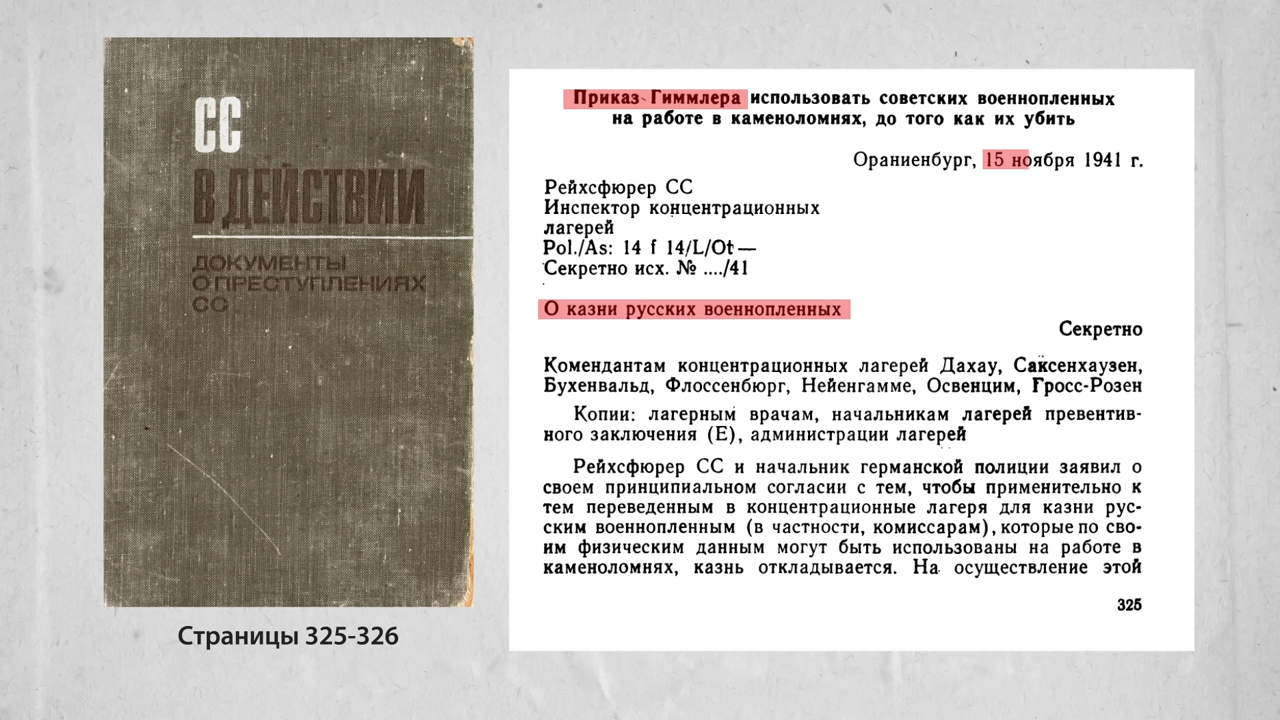 СС
В ДЕЙСТВИИ
ДОКУМЕНТЫ
О ПРЕСТУПЛЕНИЯХ
СС
Страницы 325-326
Приказ Гиммлера использовать советских военнопленных
на работе в каменоломнях, до того как их убить
Ораниенбург, 15 ноября 1941 г.
Рейхсфюрер СС
Инспектор концентрационных
лагерей
Pol./As: 14 f 14/L/Ot —
Секретно исх. № ..../41
О казни русских военнопленных
Секретно
Комендантам концентрационных лагерей Дахау, Саксенхаузен,
Бухенвальд, Флоссенбюрг, Нейенгамме, Освенцим, Гросс-Розен
Копии: лагерным врачам, начальникам лагерей превентив-
ного заключения (Е), администрации лагерей
Рейхсфюрер СС и начальник германской полиции заявил о
своем принципиальном согласии с тем, чтобы применительно к
тем переведенным в концентрационные лагеря для казни рус-
ским военнопленным (в частности, комиссарам), которые по сво-
им физическим данным могут быть использованы на работе в
каменоломнях, казнь откладывается. На осуществление этой
325